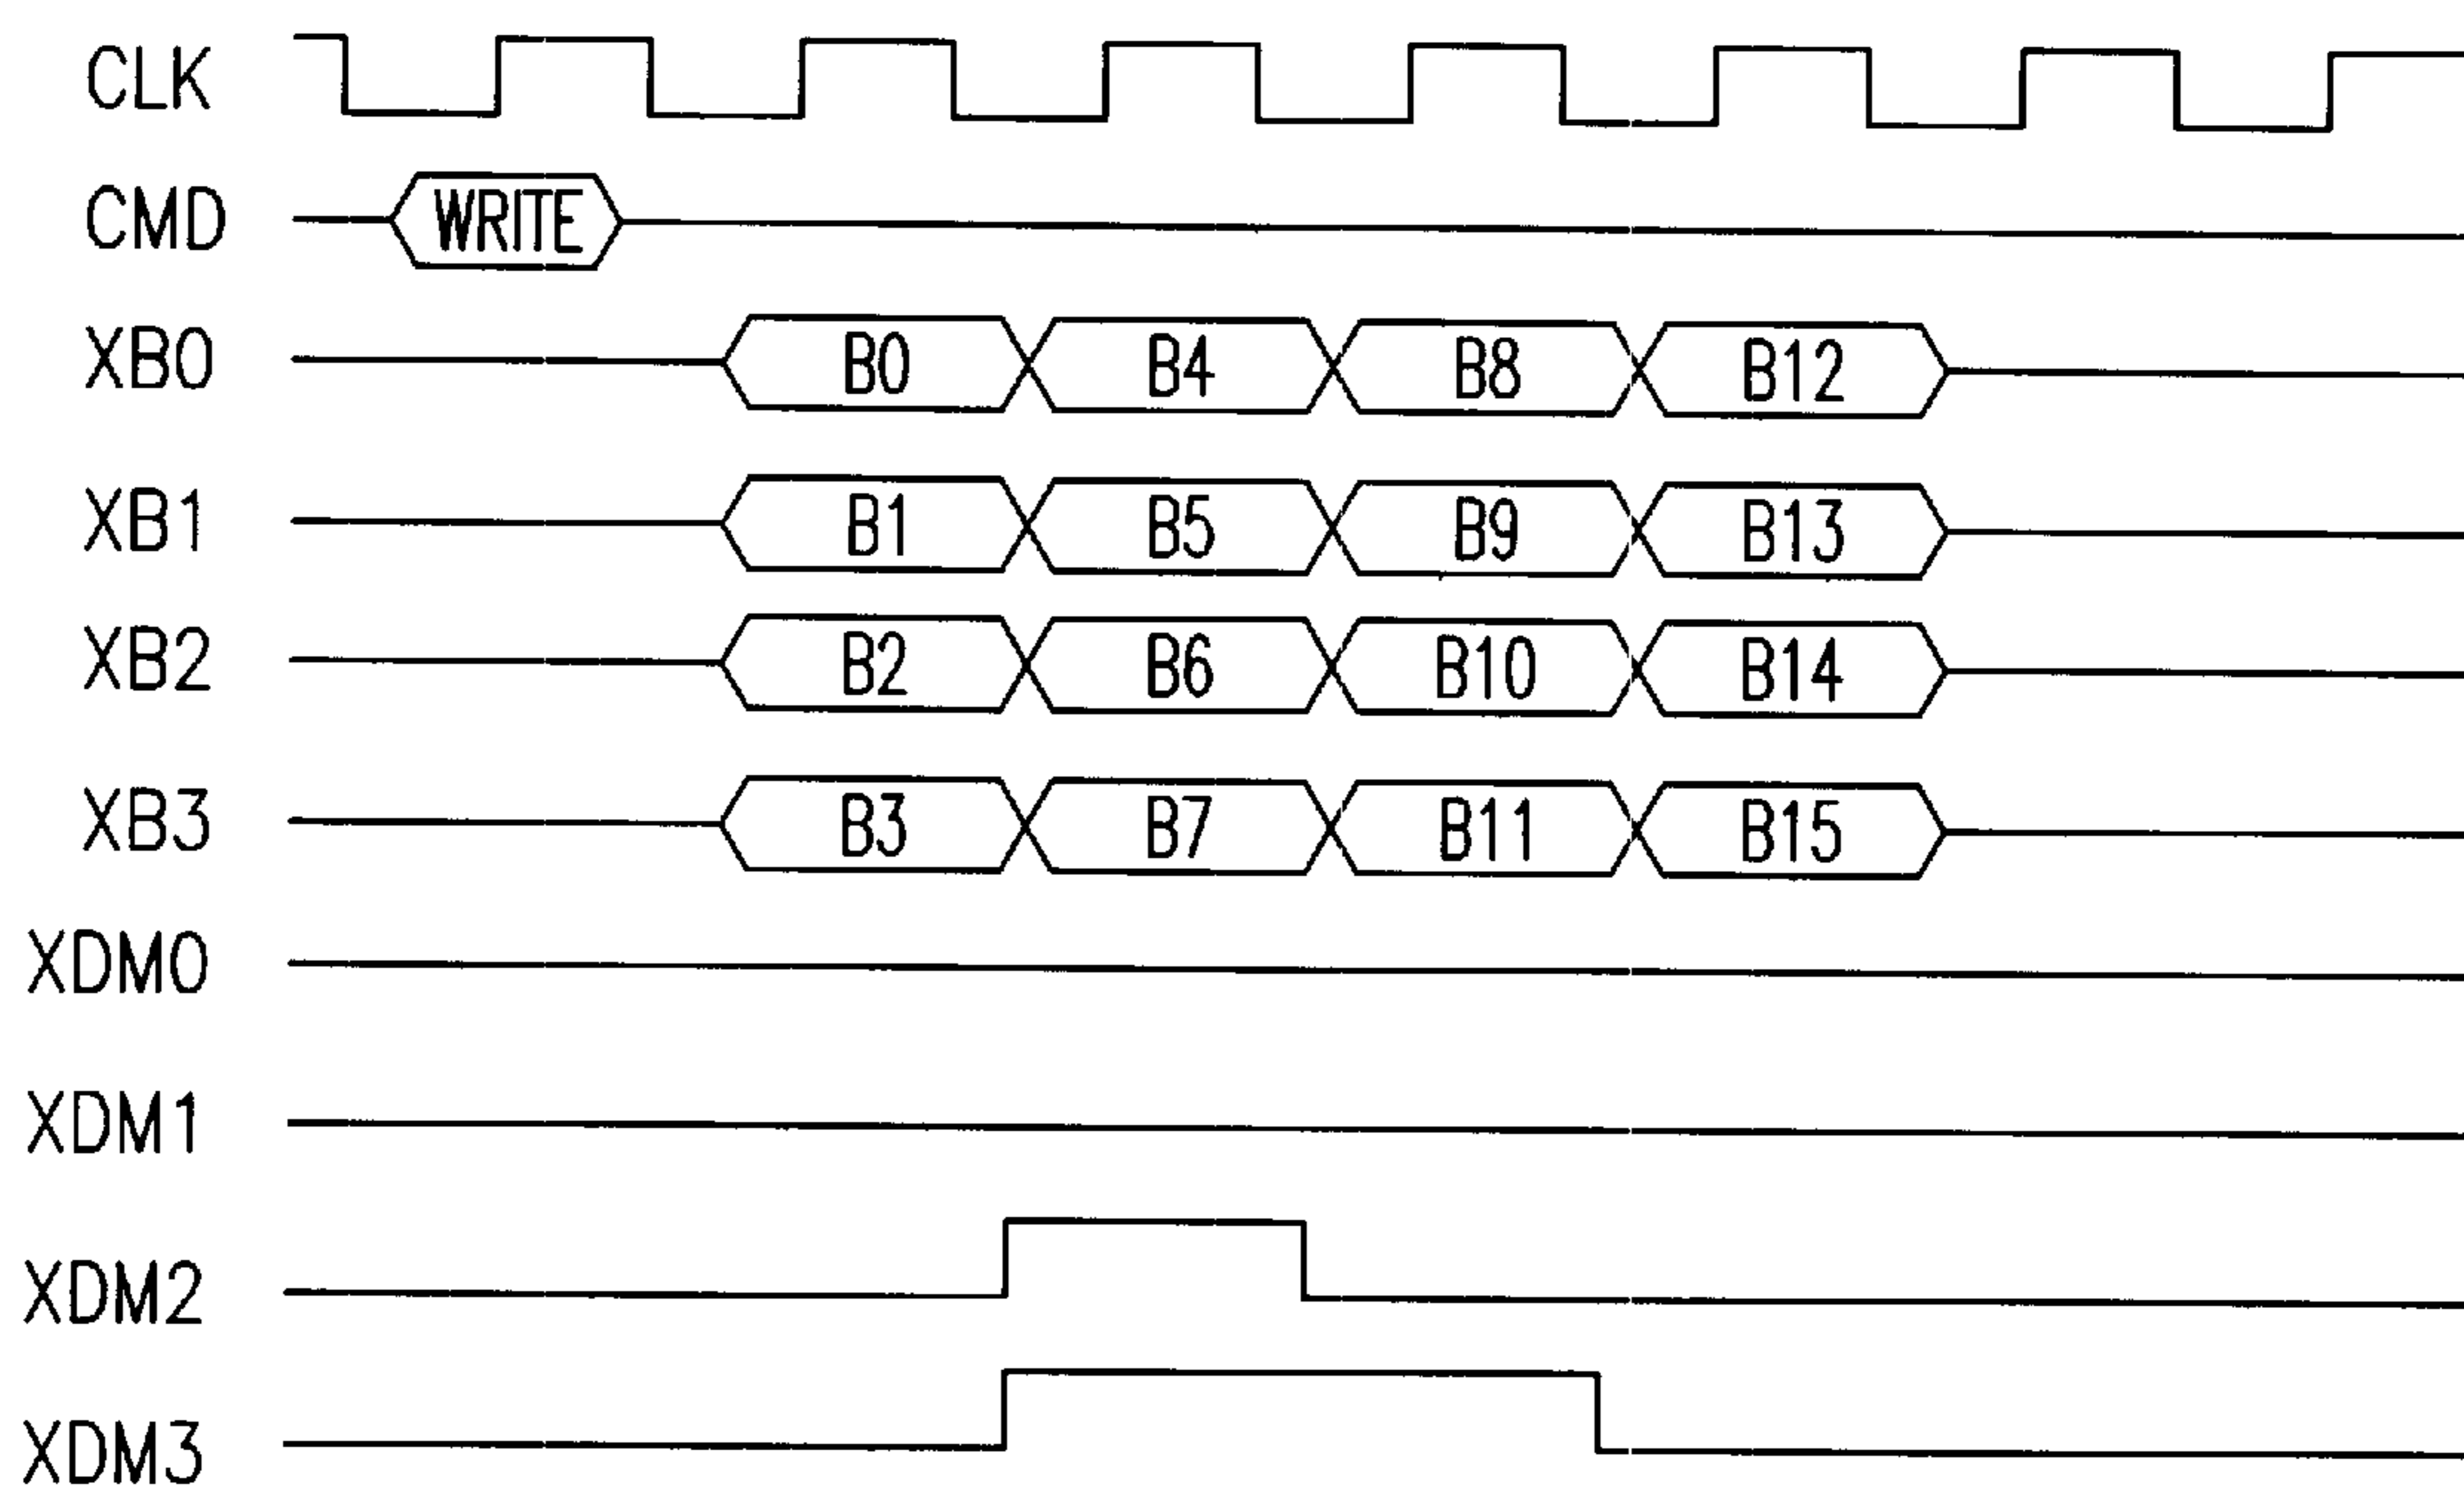 CLK
CMD WRITE
XB0 B0 B4 B8 B12
XB1 B1 B5 B9 B13
XB2 B2 B6 B10 B14
XB3 B3 B7 B11 B15
XDM0
XDM1
XDM2
XDM3